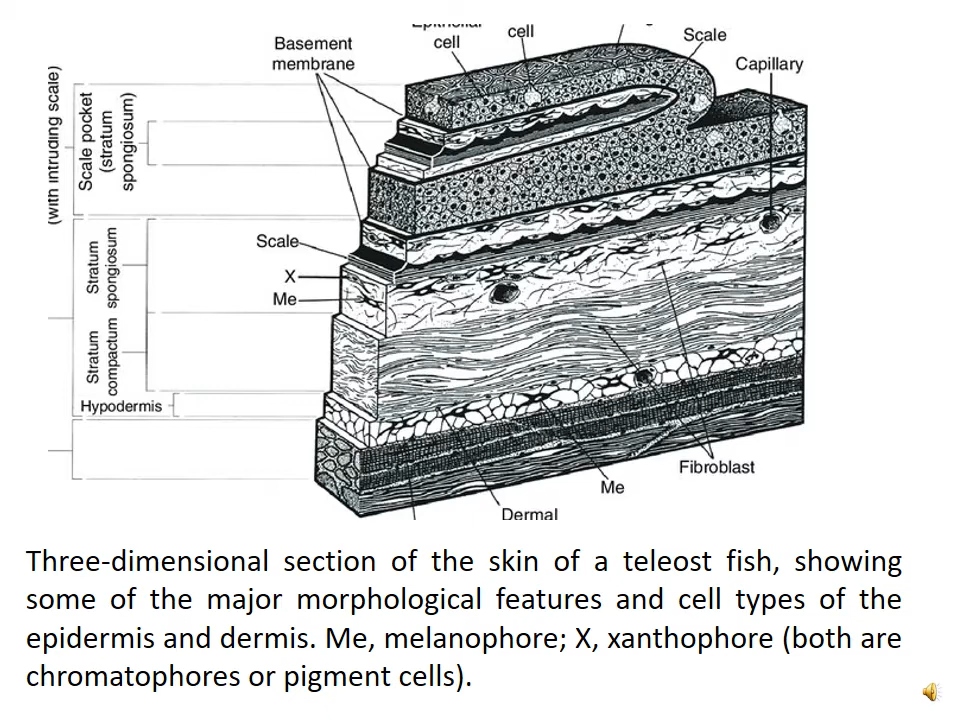 Epithelial
cell
cell
Scale
Basement
membrane
Capillary
(with intruding scale)
Scale pocket
(stratum
spongiosum)
Scale
X
Me
Stratum
spongiosum
Stratum
compactum
Hypodermis
Fibroblast
Me
Dermal
Three-dimensional section of the skin of a teleost fish, showing
some of the major morphological features and cell types of the
epidermis and dermis. Me, melanophore; X, xanthophore (both are
chromatophores or pigment cells).